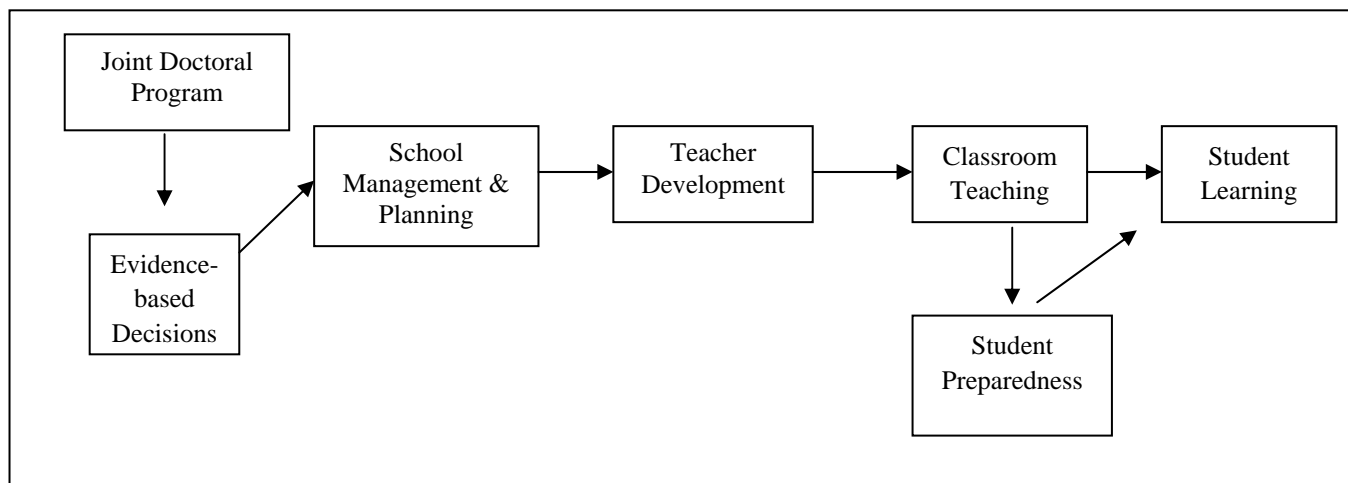 Joint Doctoral
Program
Evidence-
based
Decisions
School
Management &
Planning
Teacher
Development
Classroom
Teaching
Student
Learning
Student
Preparedness